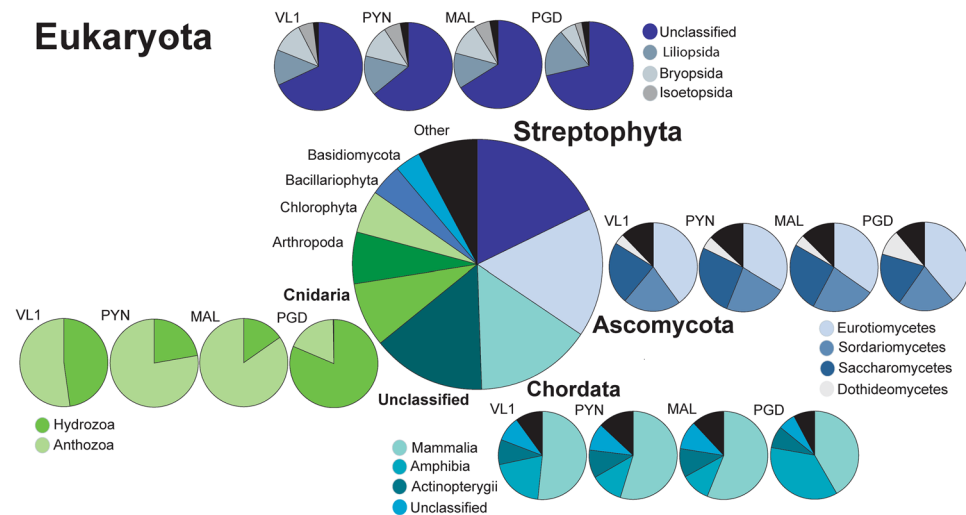 Eukaryota
VL1 PYN MAL PGD
Unclassified
Liliopsida
Bryopsida
Isoetopsida
Streptophyta
Other
Basidiomycota
Bacillariophyta
Chlorophyta
Arthropoda
Cnidaria
Unclassified
VL1 PYN MAL PGD
Ascomycota
Eurotiomycetes
Sordariomycetes
Saccharomycetes
Dothideomycetes
VL1 PYN MAL PGD
Hydrozoa
Anthozoa
Chordata
VL1 PYN MAL PGD
Mammalia
Amphibia
Actinopterygii
Unclassified